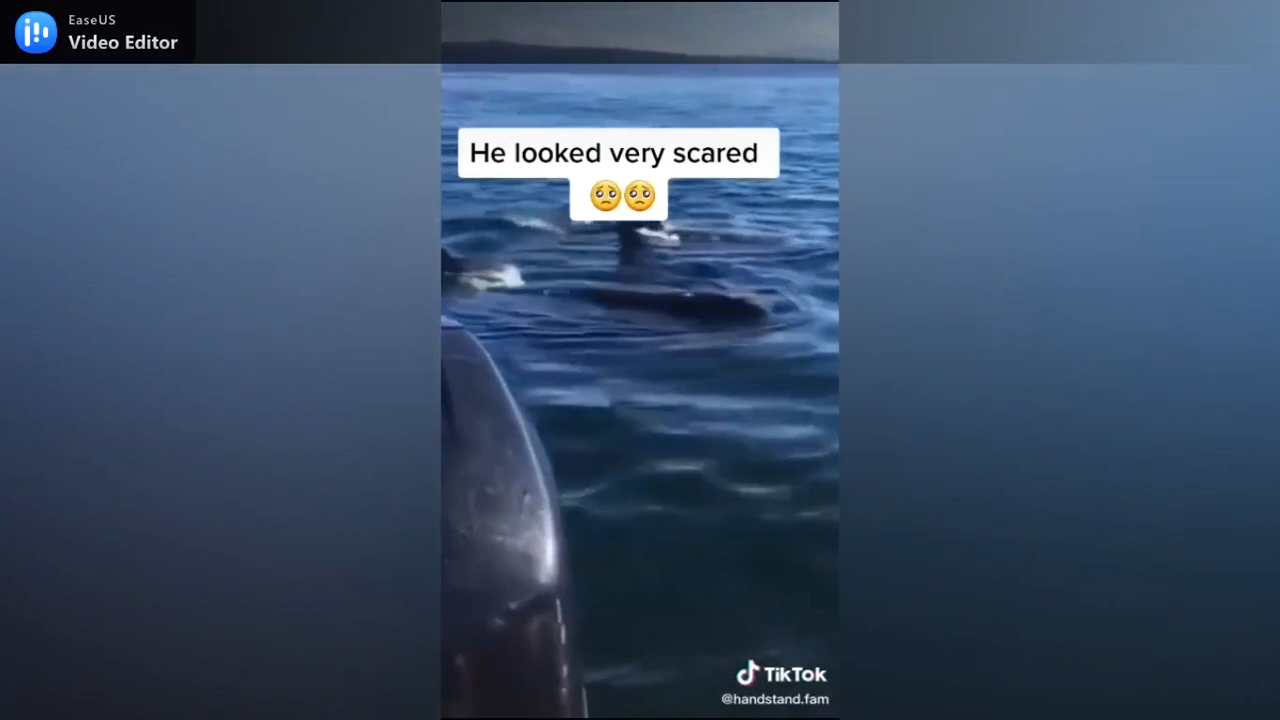 EaseUS
Video Editor
He looked very scared
🥺🥺
TikTok
@handstand.fam